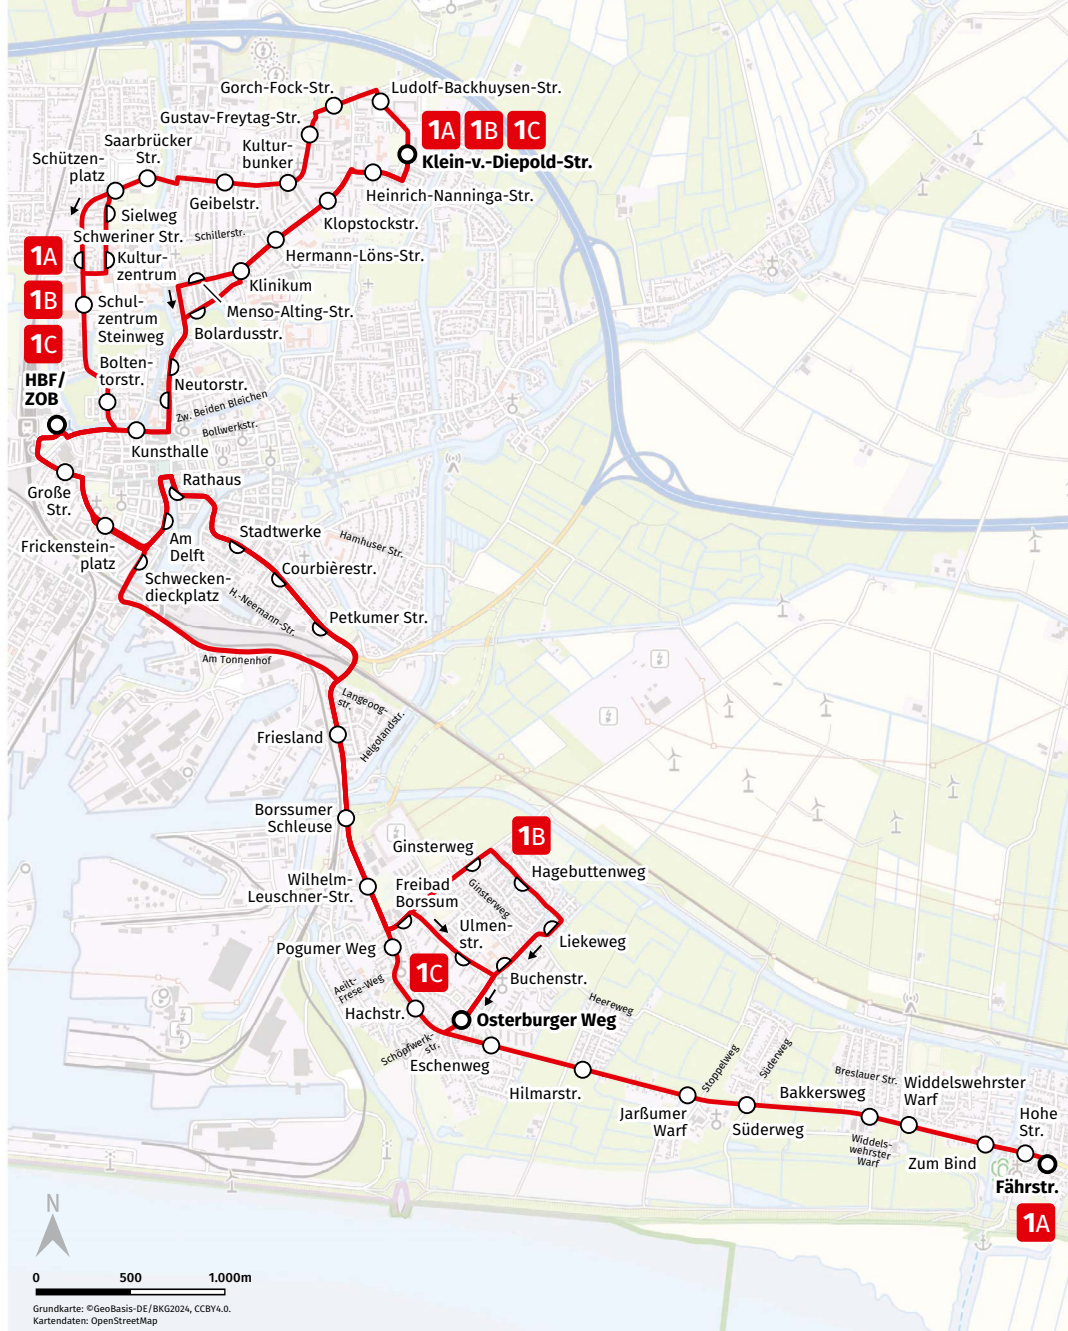 Gorch-Fock-Str.
Ludolf-Backhuysen-Str.
Gustav-Freytag-Str.
1A 1B 1C
Klein-v.-Diepold-Str.
Saarbrücker
Str.
Kultur-
bunker
Schützen-
platz
Heinrich-Nanninga-Str.
Geibelstr.
Sielweg
Klopstockstr.
Schweriner Str.
Schillerstr.
Hermann-Löns-Str.
1A
Kultur-
zentrum
Klinikum
1B
Schul-
zentrum
Steinweg
Menso-Alting-Str.
Bolardusstr.
1C
HBF/
ZOB
Bolten-
torstr.
Neutorstr.
Zw. Beiden Bleichen
Bollwerkstr.
Kunsthalle
Rathaus
Große
Str.
Stadtwerke
Hamhuser Str.
Frickenstein-
platz
Am
Delft
Courbièrestr.
Schwecken-
dieckplatz
H.-Neemann-Str.
Petkumer Str.
Am Tonnenhof
Langeoog-
str.
Helgolandstr.
Friesland
Borssumer
Schleuse
Ginsterweg
1B
Hagebuttenweg
Wilhelm-
Leuschner-Str.
Freibad
Borssum
Ginsterweg
Ulmen-
str.
Liekeweg
Pogumer Weg
1C
Buchenstr.
Aeilt-
Frese-Weg
Hachstr.
Osterburger Weg
Heereweg
Schöpfwerk-
str.
Eschenweg
Hilmarstr.
Stoppelweg
Süderweg
Breslauer Str.
Bakkersweg
Widdelswehrster
Warf
Jarßumer
Warf
Süderweg
Hohe
Str.
Widdels-
wehrster
Warf
Zum Bind
Fährstr.
1A
N
0 500 1.000m
Grundkarte: ©GeoBasis-DE/BKG2024, CCBY4.0.
Kartendaten: OpenStreetMap